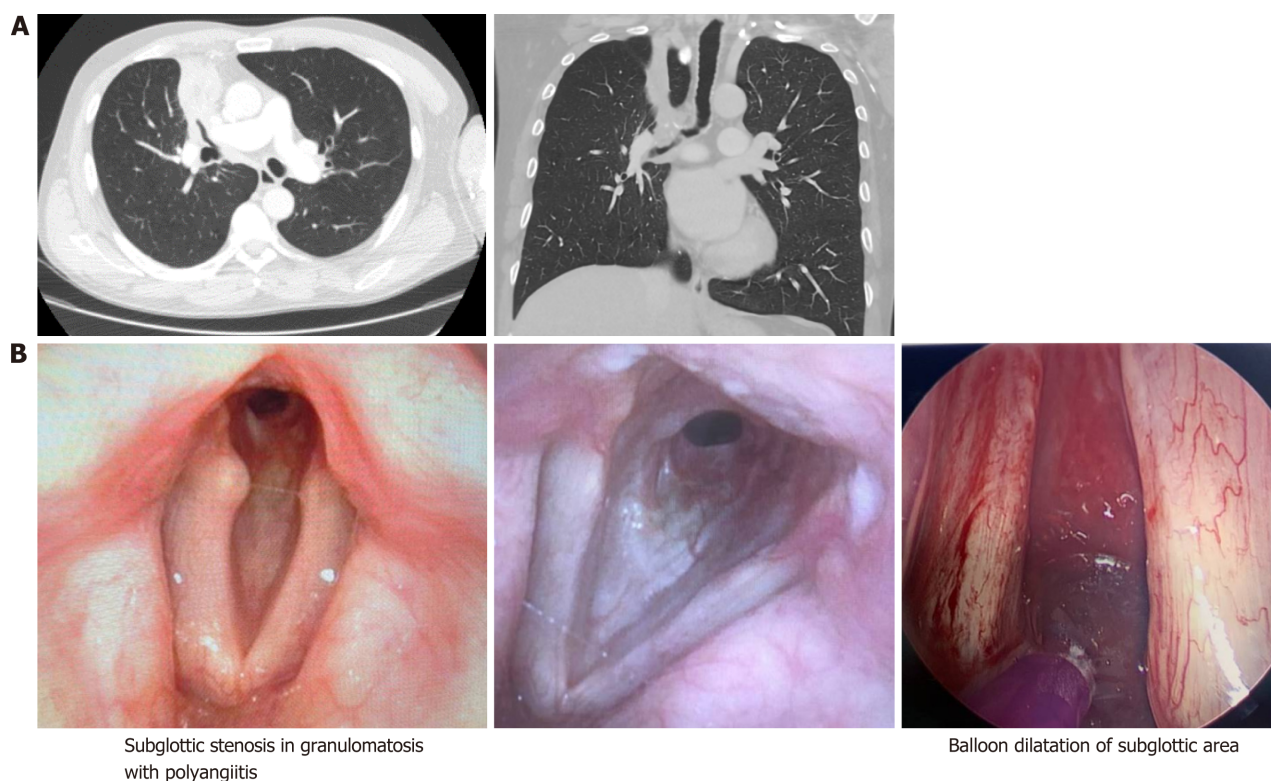 A
B
Subglottic stenosis in granulomatosis
with polyangiitis
Balloon dilatation of subglottic area